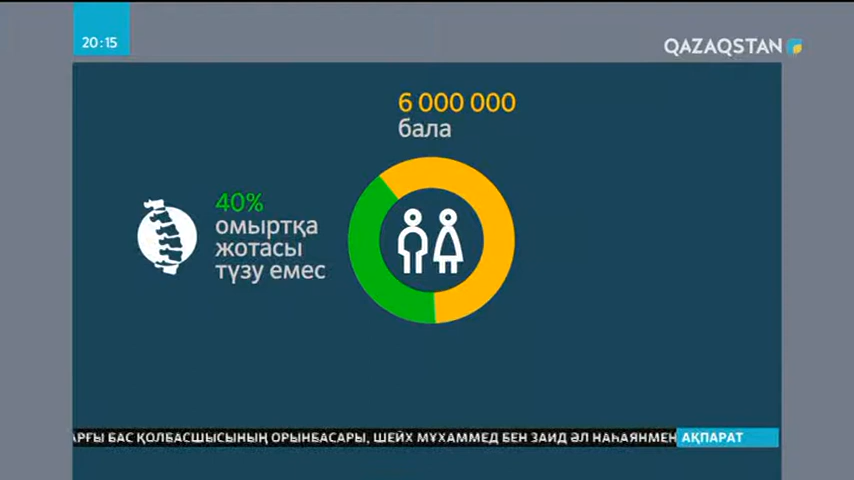 20:15
QAZAQSTAN
6 000 000
бала
40%
омыртқа
жотасы
түзу емес
БАС ҚОЛБАСШЫСЫНЫҢ ОРЫНБАСАРЫ, ШЕЙХ МҰХАММЕД БЕН ЗАИД ӘЛ НАҺАЯНМЕН
АҚПАРАТ